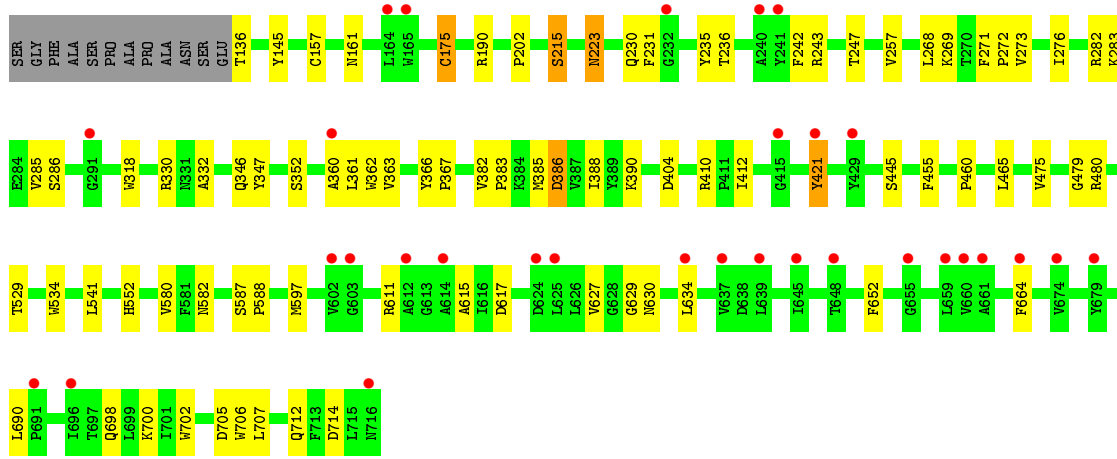 SER GLY PHE ALA SER PRO ALA PRO ALA ASN SER GLU T136 Y145 C157 N161 L164 W165 C175 R190 P202 S215 N223 Q230 F231 G232 Y235 T236 A240 Y241 F242 R243 T247 V257 L268 K269 T270 F271 P272 V273 I276 R282 K283
E284 V285 S286 G291 W318 R330 N331 A332 Q346 Y347 S352 A360 L361 W362 V363 Y366 P367 V382 P383 K384 M385 D386 V387 I388 Y389 K390 D404 R410 P411 I412 G415 Y421 Y429 S445 F455 P460 L465 V475 G479 R480
T529 W534 L541 H552 V580 F581 N582 S587 P588 M597 V602 G603 R611 A612 G613 A614 A615 I616 D617 D624 L625 L626 V627 G628 G629 N630 L634 V637 D638 L639 I645 T648 F652 G655 L659 V660 A661 F664 V674 Y679
L690 P691 I696 T697 Q698 L699 K700 I701 W702 D705 W706 L707 Q712 F713 D714 L715 N716